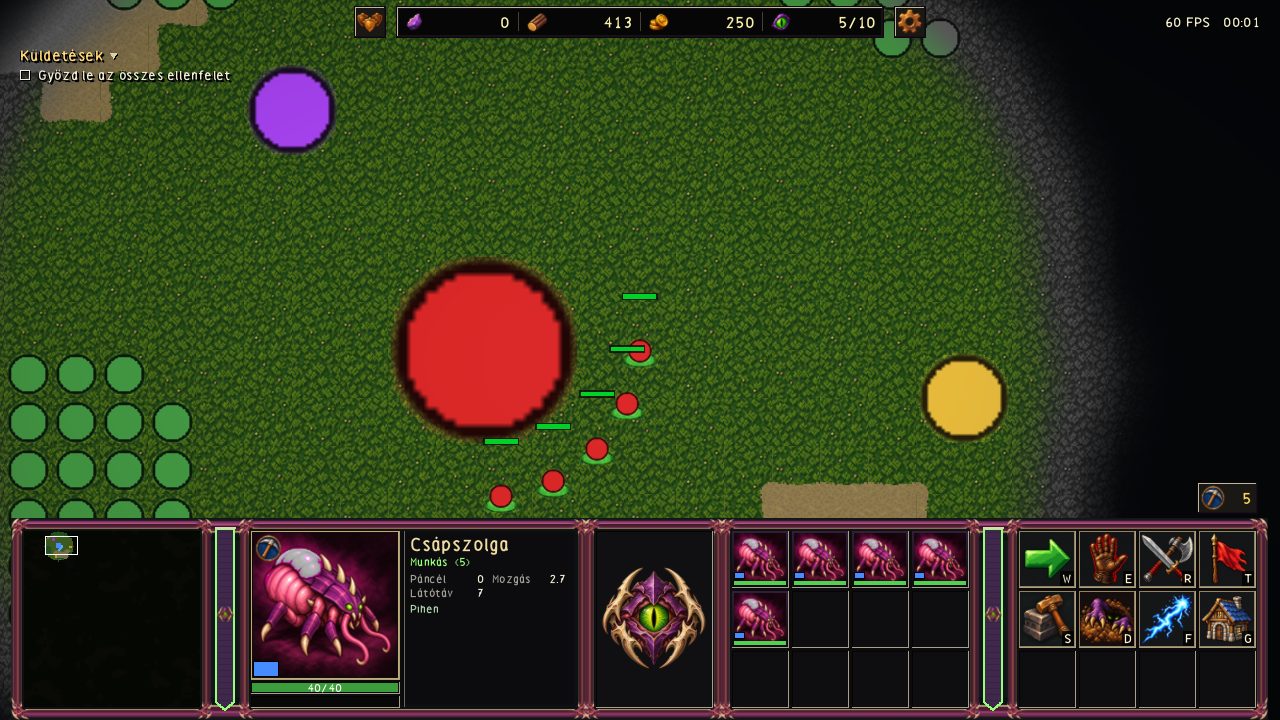 0 413 250 5/10
60 FPS 00:01
Küldetések
Győzd le az összes ellenfelet
5
Csápszolga
Munkás (5)
Páncél 0 Mozgás 2.7
Látótáv 7
Pihen
40/40
W E R T
S D F G